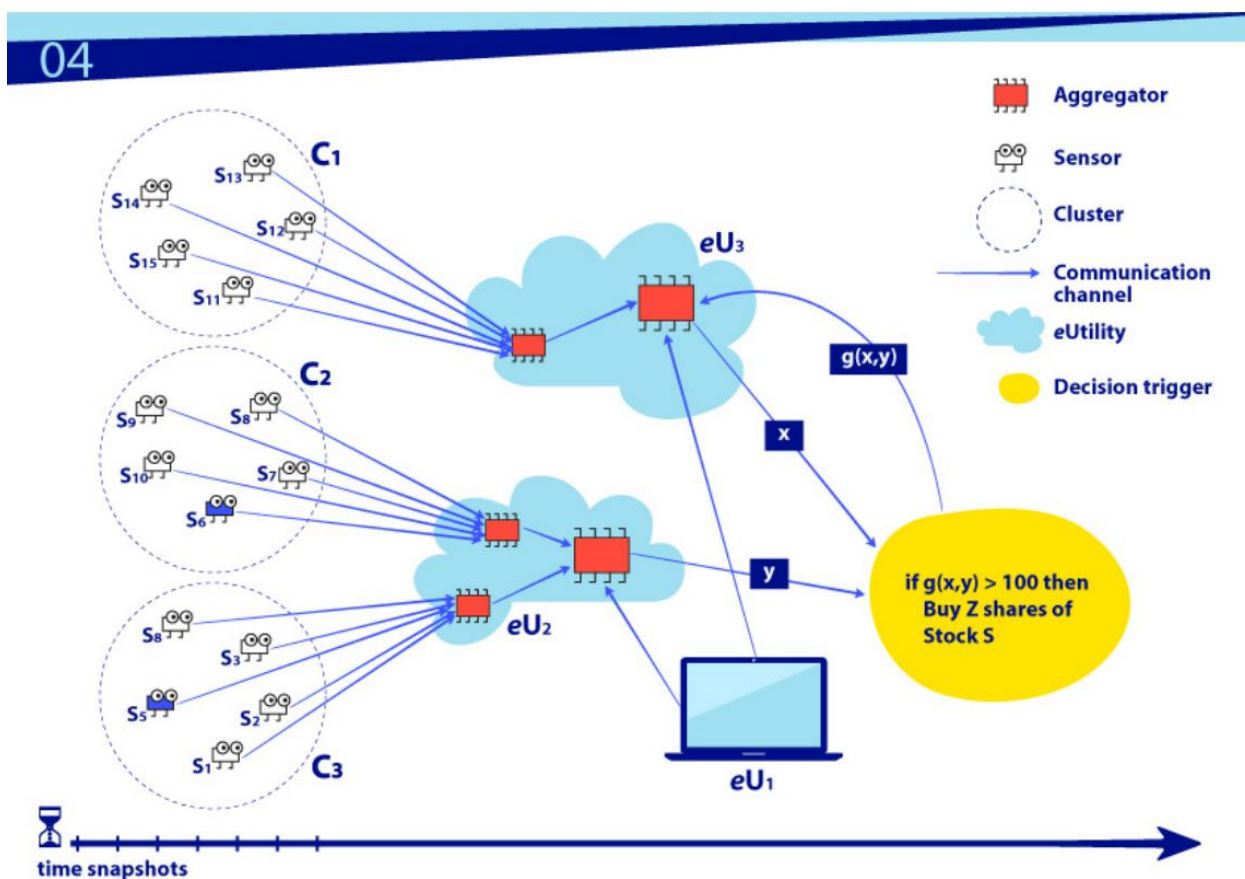 04
Aggregator
Sensor
Cluster
Communication
channel
eUtility
Decision trigger
C1
S13
S14
S12
S15
S11
eU3
g(x,y)
x
C2
S9
S8
S10
S7
S6
y
if g(x,y) > 100 then
Buy Z shares of
Stock S
eU2
S8
S3
S5
S2
S1
C3
eU1
time snapshots